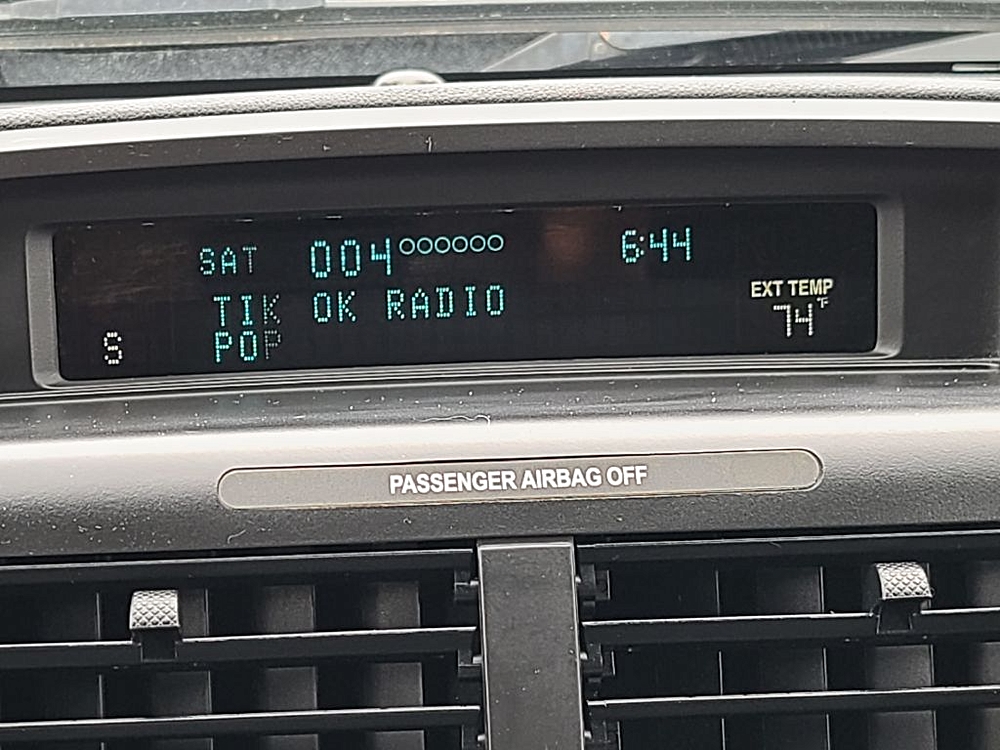 SAT 004 6:44
TIK OK RADIO
EXT TEMP
74°F
S POP
PASSENGER AIRBAG OFF